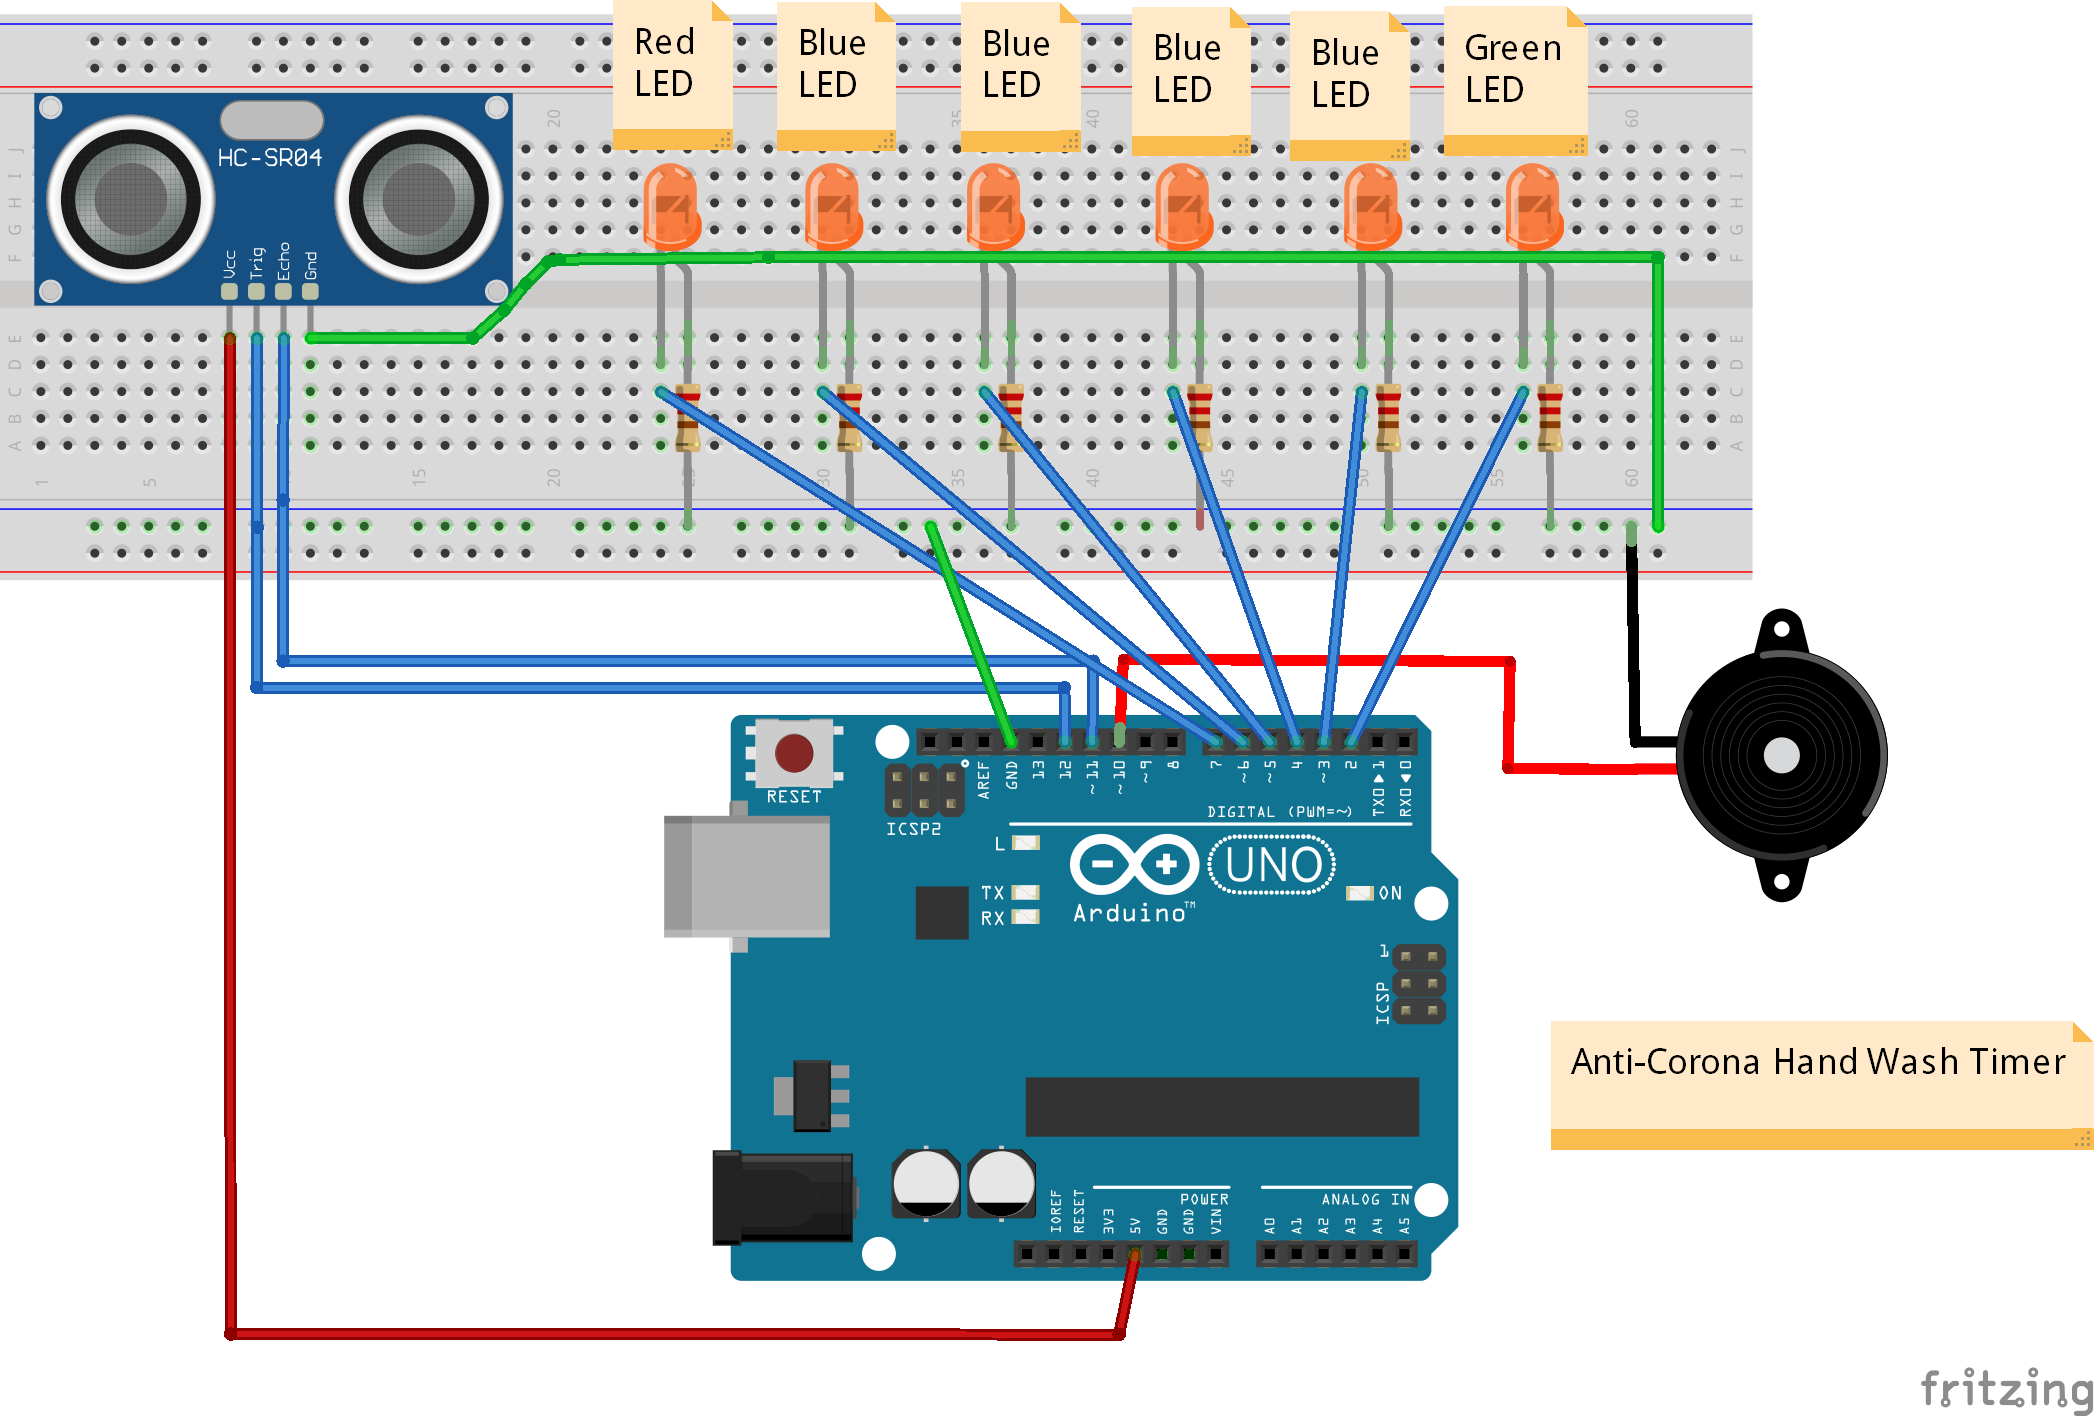 Red
LED
Blue
LED
Blue
LED
Blue
LED
Blue
LED
Green
LED
20
35
40
60
J
I
H
G
F
J
I
H
G
F
HC-SR04
Vcc
Trig
Echo
Gnd
E
D
C
B
A
E
D
C
B
A
1
5
15
20
30
35
40
45
50
55
60
RESET
ICSP2
AREF
GND
13
12
~11
~10
~9
8
7
~6
~5
4
~3
2
TX0▶1
RX0◀0
DIGITAL (PWM=~)
L
TX
RX
UNO
Arduino™
ON
1
ICSP
Anti-Corona Hand Wash Timer
POWER
ANALOG IN
IOREF
RESET
3V3
5V
GND
GND
VIN
A0
A1
A2
A3
A4
A5
fritzing